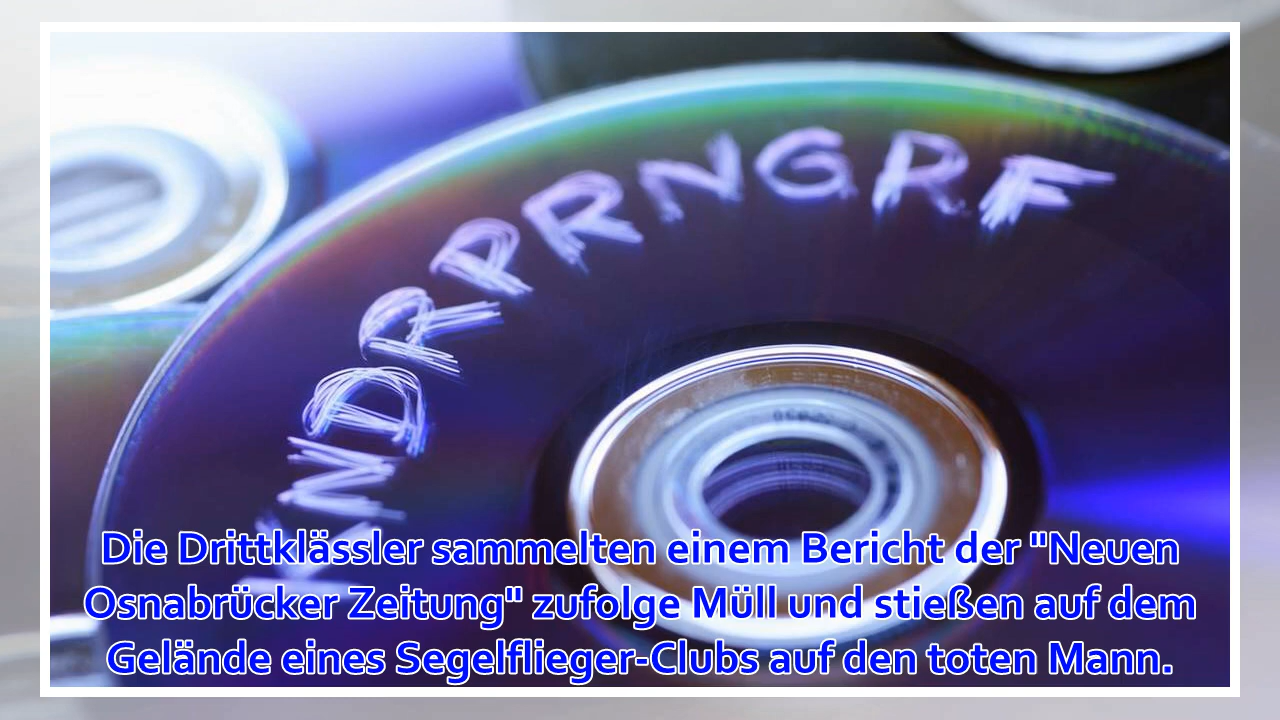 KNDRPRNGRF
Die Drittklässler sammelten einem Bericht der "Neuen
Osnabrücker Zeitung" zufolge Müll und stießen auf dem
Gelände eines Segelflieger-Clubs auf den toten Mann.